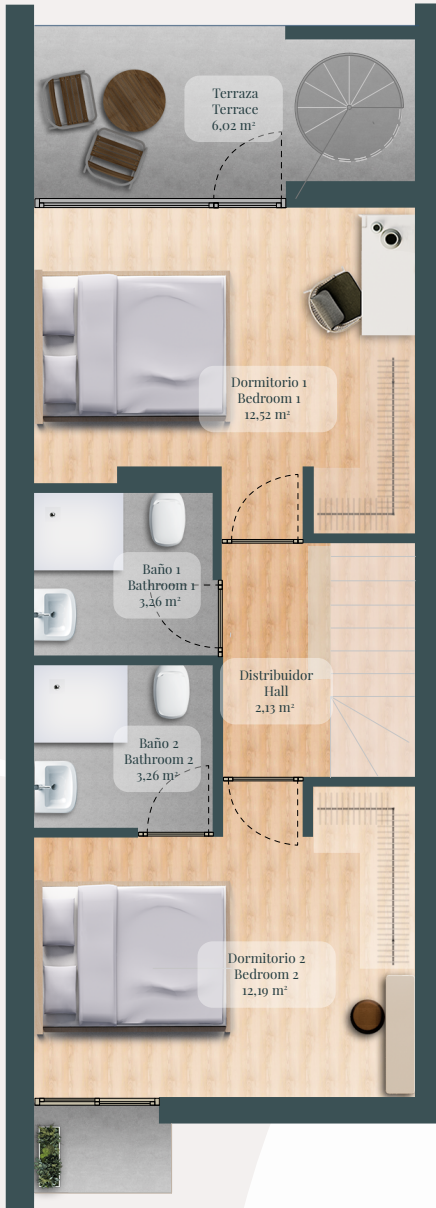 Terraza
Terrace
6,02 m²
Dormitorio 1
Bedroom 1
12,52 m²
Baño 1
Bathroom 1
3,26 m²
Distribuidor
Hall
2,13 m²
Baño 2
Bathroom 2
3,26 m²
Dormitorio 2
Bedroom 2
12,19 m²